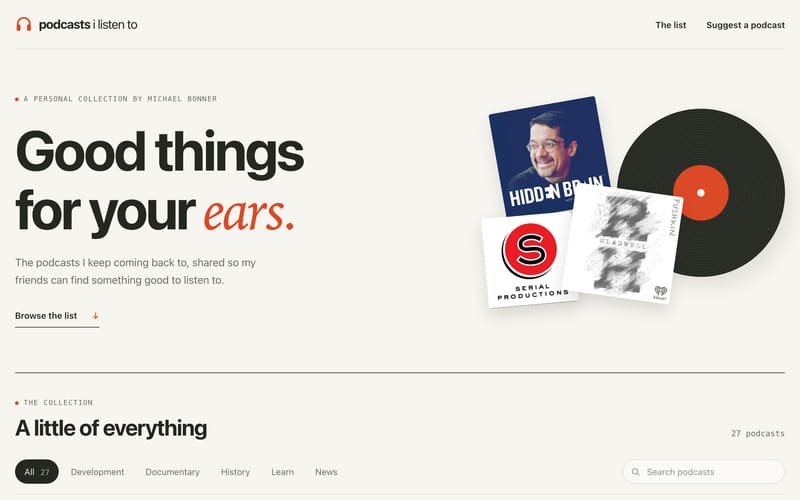 podcasts i listen to
The list
Suggest a podcast
A PERSONAL COLLECTION BY MICHAEL BONNER
Good things
for your ears.
The podcasts I keep coming back to, shared so my
friends can find something good to listen to.
Browse the list
HIDDEN
S
SERIAL
PRODUCTIONS
R
GLADWELL
H
PUSHKIN
iHeart
THE COLLECTION
A little of everything
27 podcasts
All 27
Development
Documentary
History
Learn
News
Search podcasts